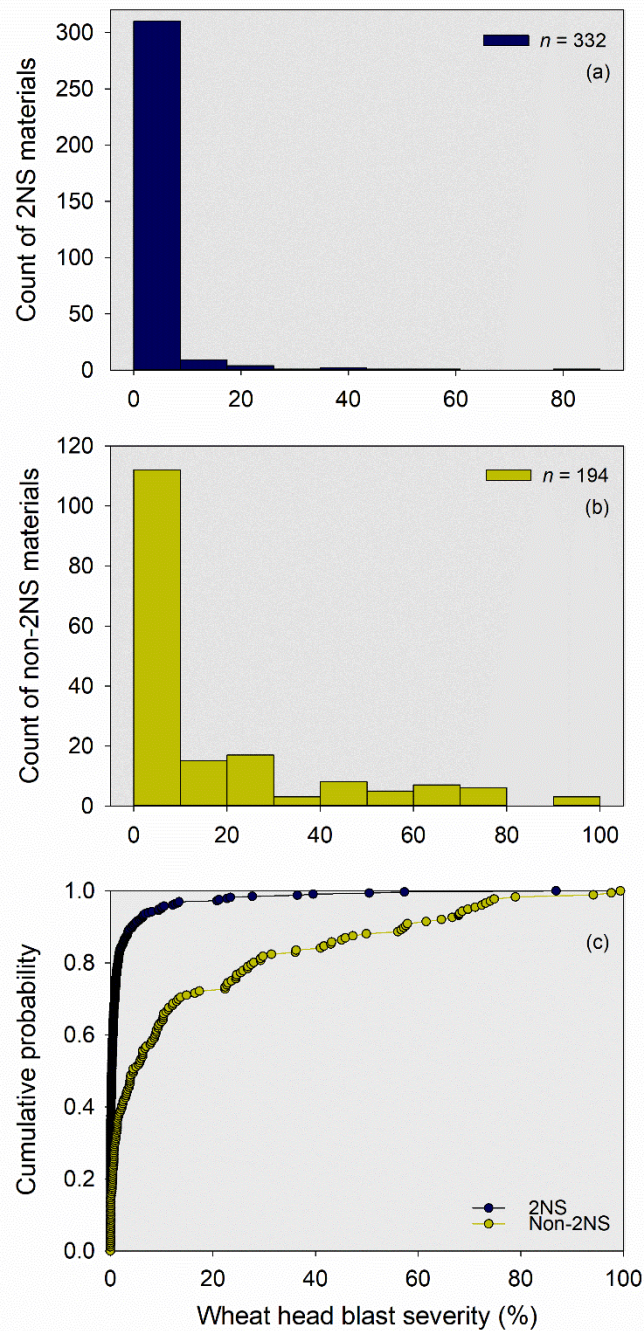 Count of 2NS materials
300
250
200
150
100
50
0
n = 332
(a)
0 20 40 60 80
Count of non-2NS materials
120
100
80
60
40
20
0
n = 194
(b)
0 20 40 60 80 100
Cumulative probability
1.0
0.8
0.6
0.4
0.2
0.0
(c)
2NS
Non-2NS
0 20 40 60 80 100
Wheat head blast severity (%)